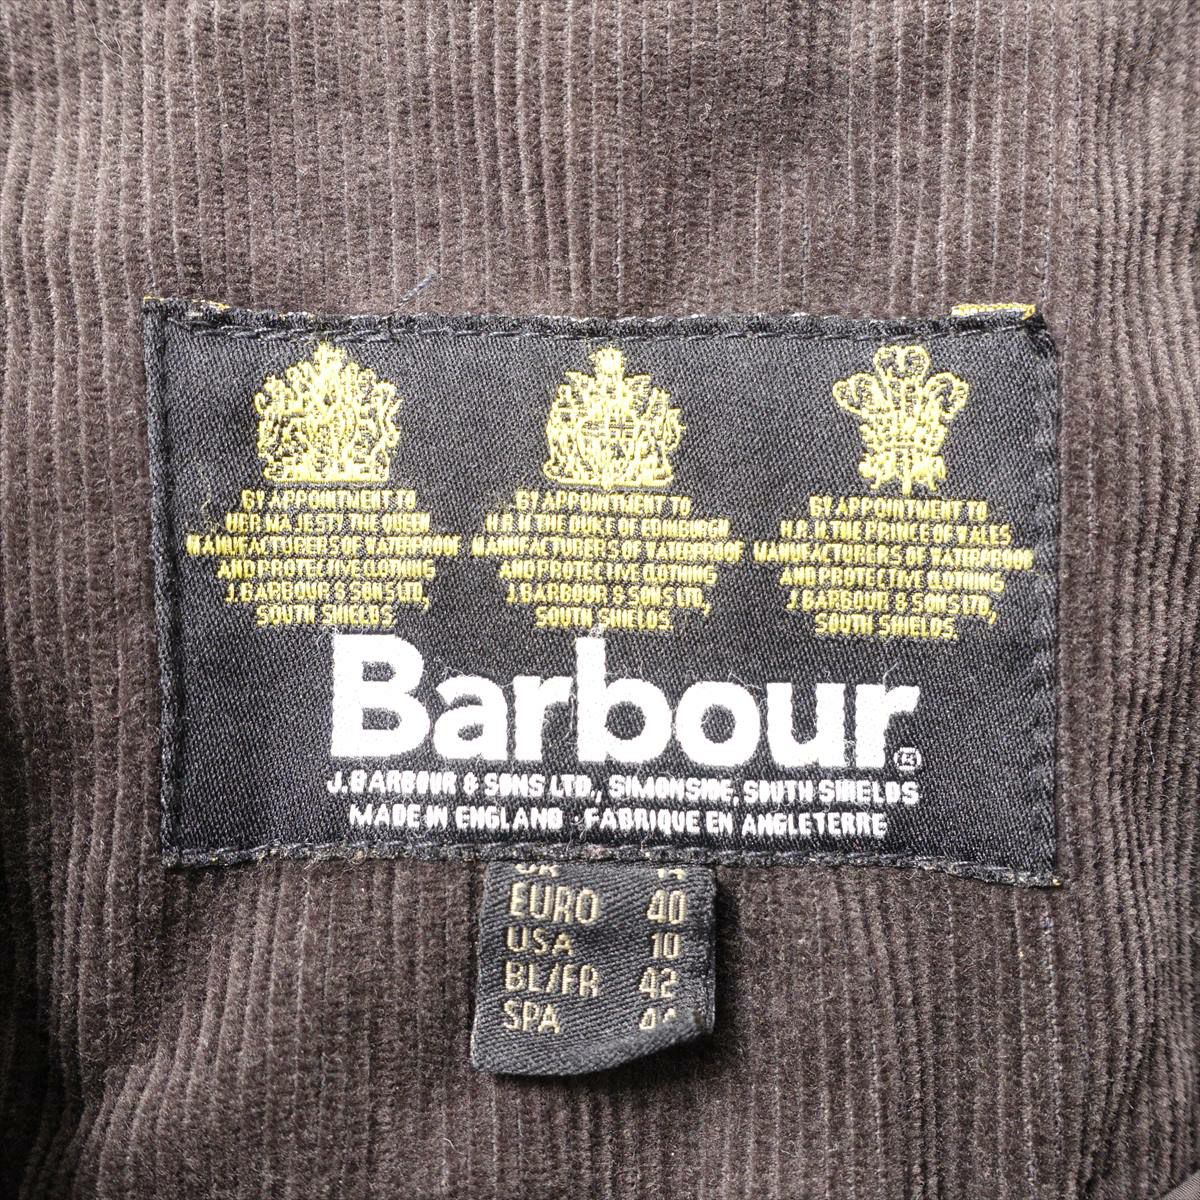 BY APPOINTMENT TO
HER MAJESTY THE QUEEN
MANUFACTURERS OF WATERPROOF
AND PROTECTIVE CLOTHING
J. BARBOUR & SONS LTD,
SOUTH SHIELDS.
BY APPOINTMENT TO
H.R.H THE DUKE OF EDINBURGH
MANUFACTURERS OF WATERPROOF
AND PROTECTIVE CLOTHING
J. BARBOUR & SONS LTD,
SOUTH SHIELDS.
BY APPOINTMENT TO
H.R.H THE PRINCE OF WALES
MANUFACTURERS OF WATERPROOF
AND PROTECTIVE CLOTHING
J. BARBOUR & SONS LTD,
SOUTH SHIELDS.
Barbour®
J. BARBOUR & SONS LTD., SIMONSIDE, SOUTH SHIELDS
MADE IN ENGLAND · FABRIQUE EN ANGLETERRE
UK 14
EURO 40
USA 10
BL/FR 42
SPA 44